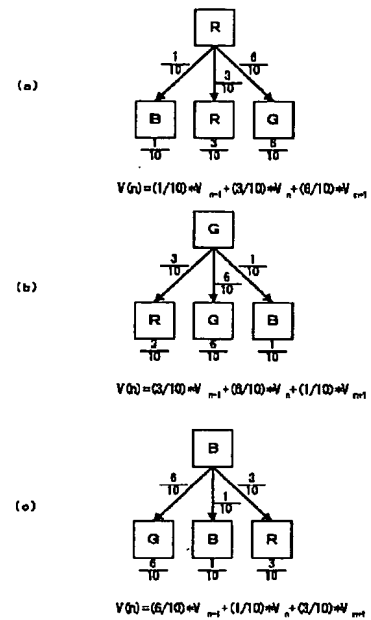 R
1/10 3/10 6/10
(a)
B R G
1/10 3/10 6/10
V(n)=(1/10)*V n-1+(3/10)*V n+(6/10)*V n+1
G
3/10 6/10 1/10
(b)
R G B
3/10 6/10 1/10
V(n)=(3/10)*V n-1+(6/10)*V n+(1/10)*V n+1
B
6/10 1/10 3/10
(c)
G B R
6/10 1/10 3/10
V(n)=(6/10)*V n-1+(1/10)*V n+(3/10)*V n+1